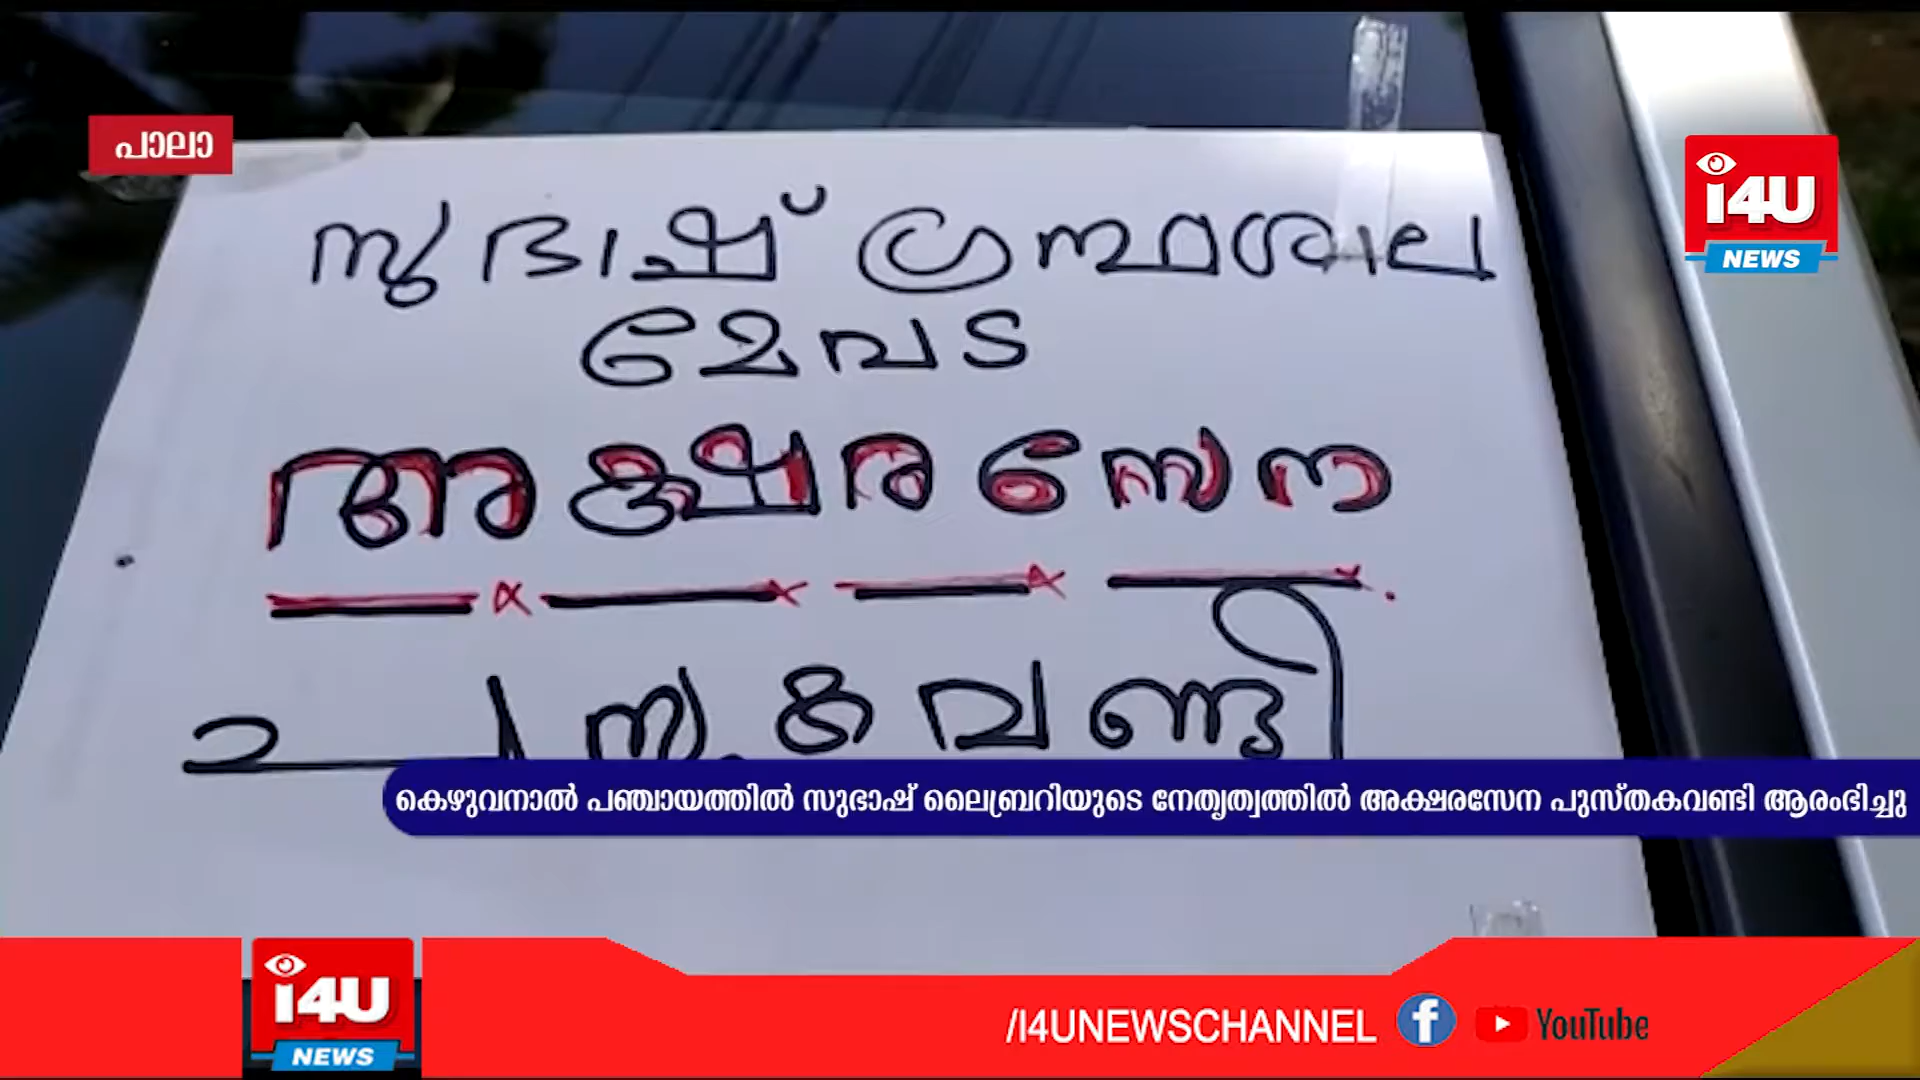 പാലാ
i4U
NEWS
സുഭാഷ് ഗ്രന്ഥശാല
മേവട
അക്ഷരസേന
പുസ്തകവണ്ടി
കെഴുവനാൽ പഞ്ചായത്തിൽ സുഭാഷ് ലൈബ്രറിയുടെ നേതൃത്വത്തിൽ അക്ഷരസേന പുസ്തകവണ്ടി ആരംഭിച്ചു
i4U
NEWS
/I4UNEWSCHANNEL
YouTube